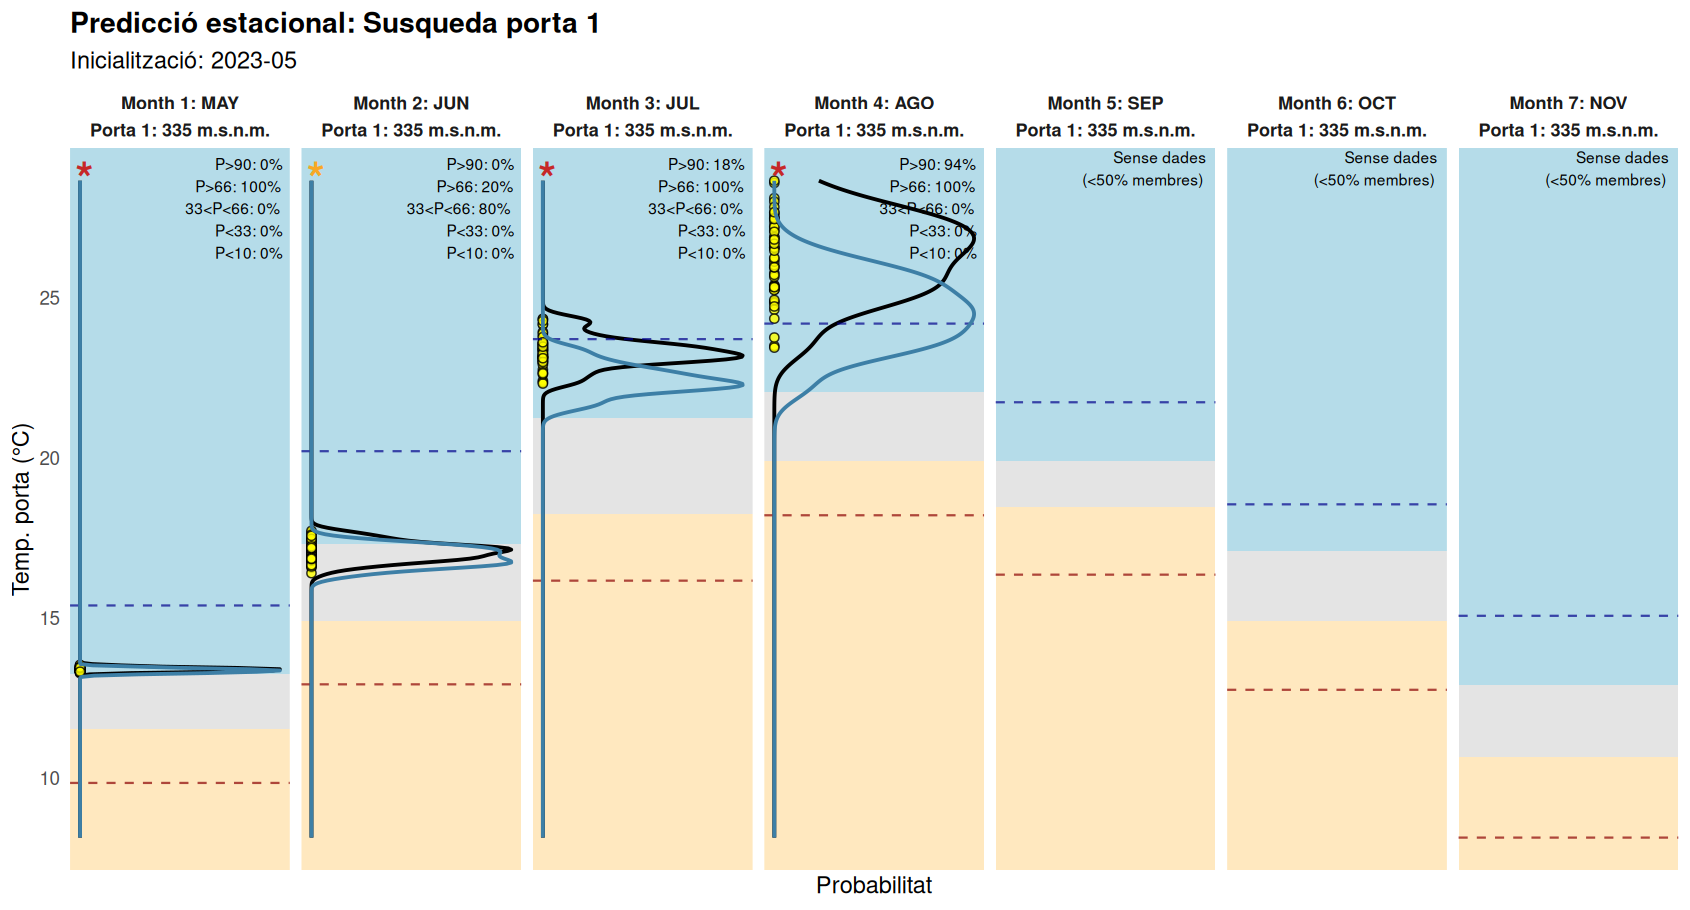 Predicció estacional: Susqueda porta 1
Inicialització: 2023-05
Month 1: MAY
Porta 1: 335 m.s.n.m.
Month 2: JUN
Porta 1: 335 m.s.n.m.
Month 3: JUL
Porta 1: 335 m.s.n.m.
Month 4: AGO
Porta 1: 335 m.s.n.m.
Month 5: SEP
Porta 1: 335 m.s.n.m.
Month 6: OCT
Porta 1: 335 m.s.n.m.
Month 7: NOV
Porta 1: 335 m.s.n.m.
*
P>90: 0%
P>66: 100%
33<P<66: 0%
P<33: 0%
P<10: 0%
*
P>90: 0%
P>66: 20%
33<P<66: 80%
P<33: 0%
P<10: 0%
*
P>90: 18%
P>66: 100%
33<P<66: 0%
P<33: 0%
P<10: 0%
*
P>90: 94%
P>66: 100%
33<P<66: 0%
P<33: 0%
P<10: 0%
Sense dades
(<50% membres)
Sense dades
(<50% membres)
Sense dades
(<50% membres)
25
20
15
10
Temp. porta (°C)
Probabilitat